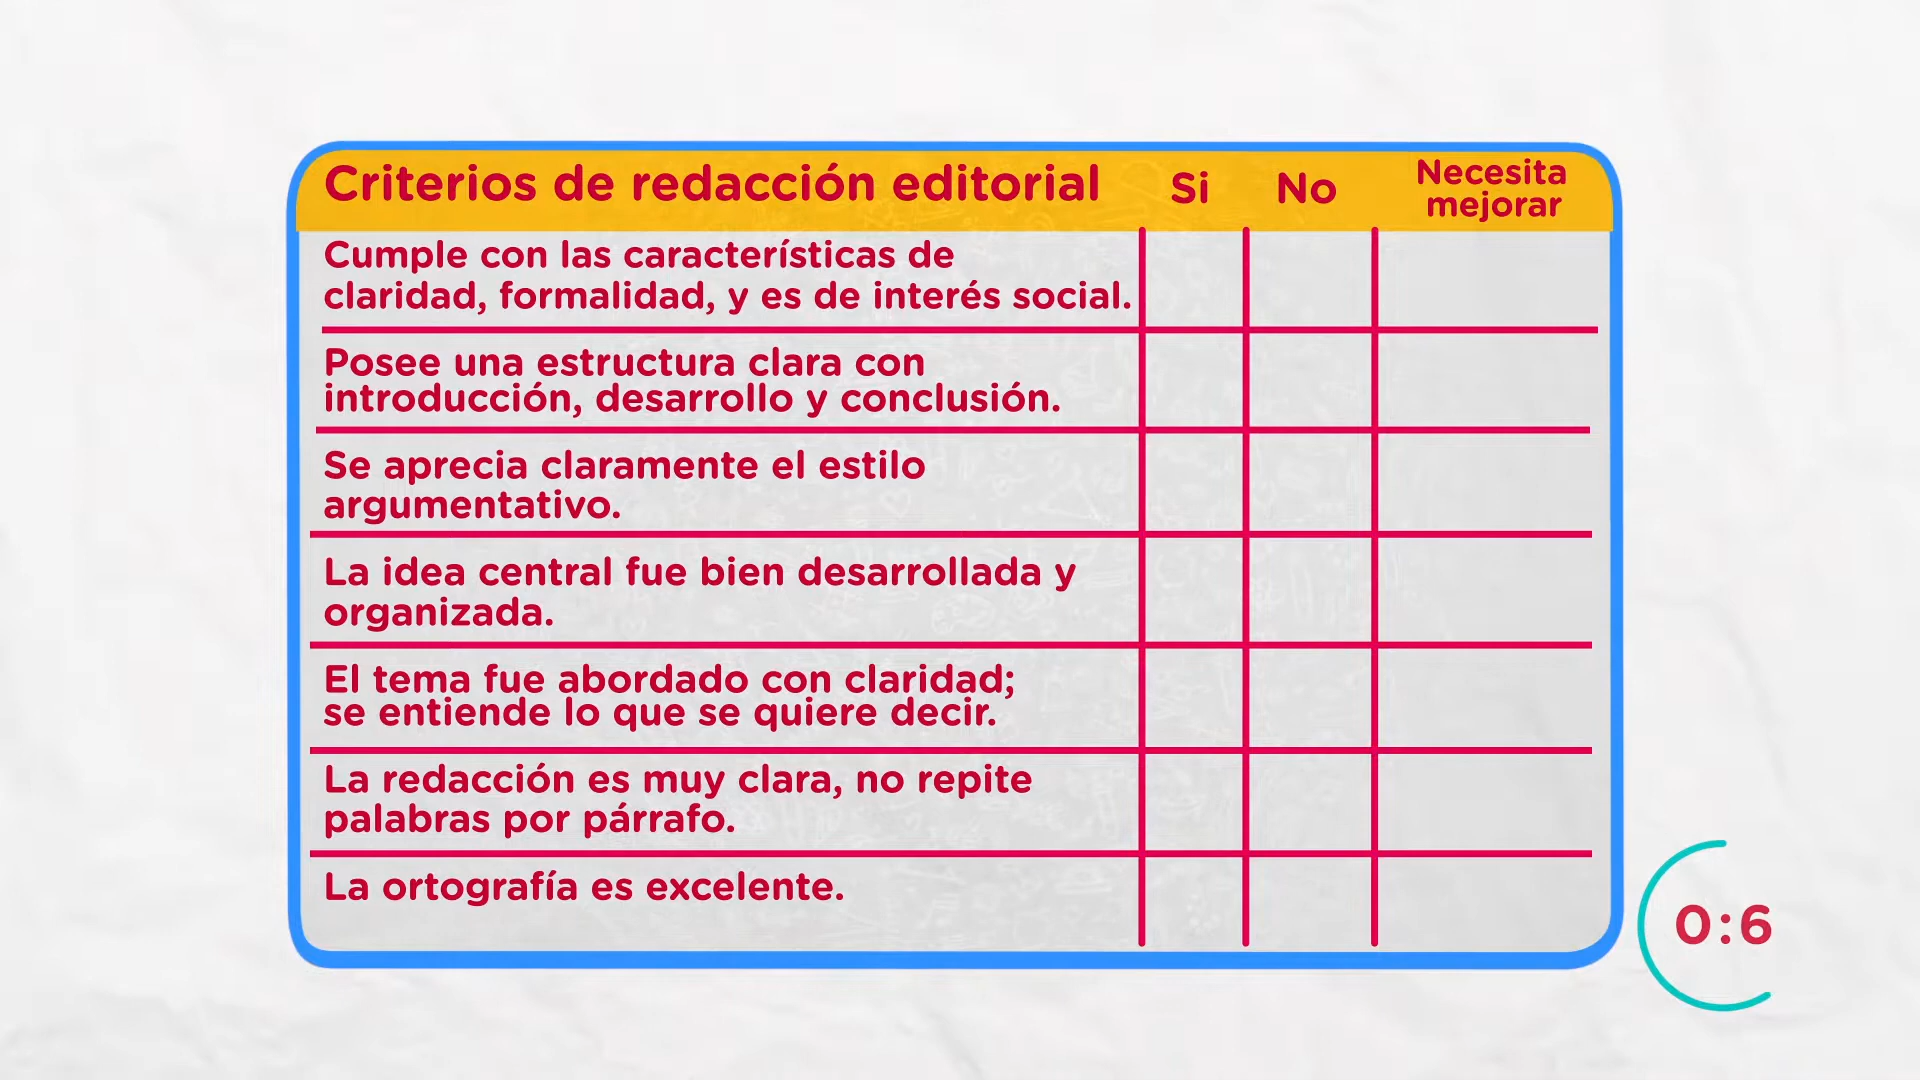 Criterios de redacción editorial
Si
No
Necesita
mejorar
Cumple con las características de
claridad, formalidad, y es de interés social.
Posee una estructura clara con
introducción, desarrollo y conclusión.
Se aprecia claramente el estilo
argumentativo.
La idea central fue bien desarrollada y
organizada.
El tema fue abordado con claridad;
se entiende lo que se quiere decir.
La redacción es muy clara, no repite
palabras por párrafo.
La ortografía es excelente.
0:6